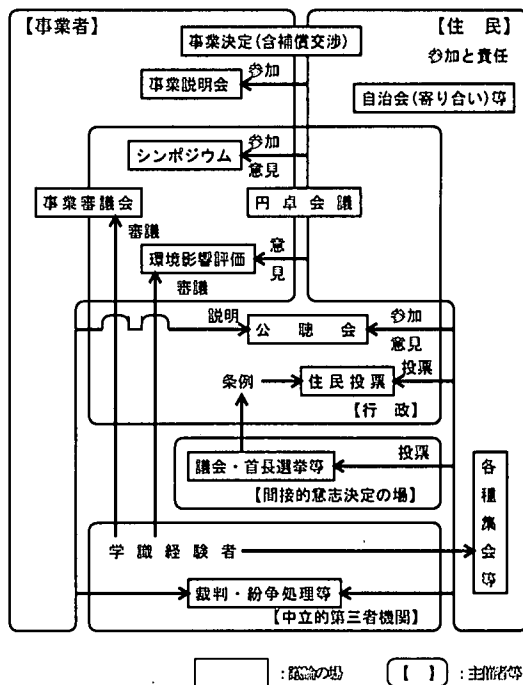 【事業者】
【住 民】
事業決定(含補償交渉)
参加と責任
参加
事業説明会
自治会(寄り合い)等
参加
シンポジウム
意見
事業審議会
円卓会議
審議
環境影響評価
意
見
審議
説明
公聴会
参加
意見
投票
条例
住民投票
【行 政】
投票
議会・首長選挙等
【間接的意志決定の場】
各種集会等
学識経験者
裁判・紛争処理等
【中立的第三者機関】
:議論の場
【 】
:主催者等